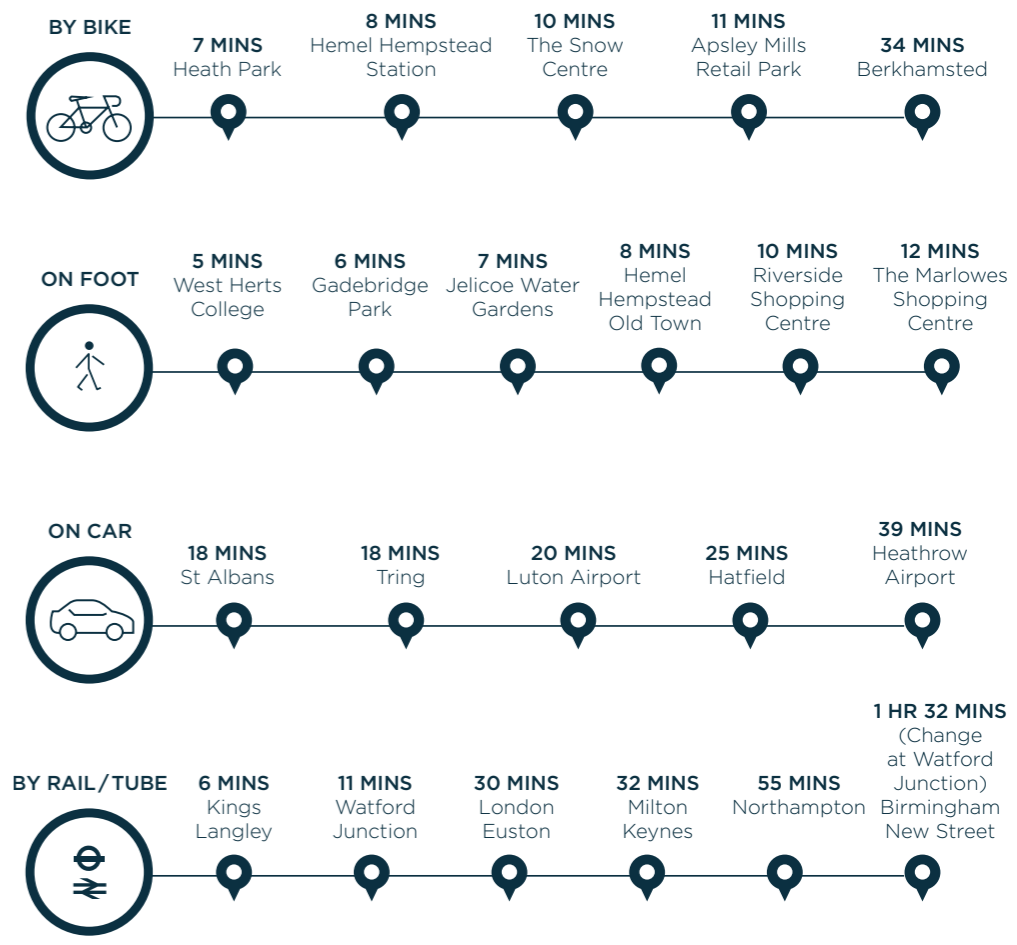 BY BIKE
7 MINS
Heath Park
8 MINS
Hemel Hempstead
Station
10 MINS
The Snow
Centre
11 MINS
Apsley Mills
Retail Park
34 MINS
Berkhamsted
ON FOOT
5 MINS
West Herts
College
6 MINS
Gadebridge
Park
7 MINS
Jelicoe Water
Gardens
8 MINS
Hemel
Hempstead
Old Town
10 MINS
Riverside
Shopping
Centre
12 MINS
The Marlowes
Shopping
Centre
ON CAR
18 MINS
St Albans
18 MINS
Tring
20 MINS
Luton Airport
25 MINS
Hatfield
39 MINS
Heathrow
Airport
BY RAIL/TUBE
6 MINS
Kings
Langley
11 MINS
Watford
Junction
30 MINS
London
Euston
32 MINS
Milton
Keynes
55 MINS
Northampton
1 HR 32 MINS
(Change
at Watford
Junction)
Birmingham
New Street